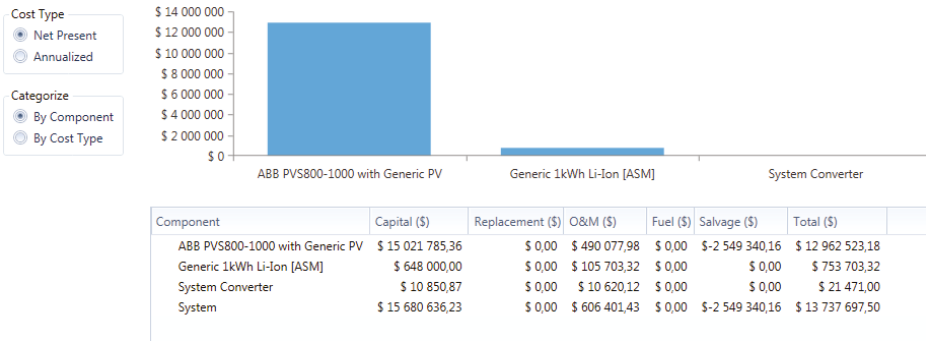 Cost Type
Net Present
Annualized
Categorize
By Component
By Cost Type
$ 14 000 000
$ 12 000 000
$ 10 000 000
$ 8 000 000
$ 6 000 000
$ 4 000 000
$ 2 000 000
$ 0
ABB PVS800-1000 with Generic PV Generic 1kWh Li-Ion [ASM] System Converter
Component Capital ($) Replacement ($) O&M ($) Fuel ($) Salvage ($) Total ($)
ABB PVS800-1000 with Generic PV $ 15 021 785,36 $ 0,00 $ 490 077,98 $ 0,00 $-2 549 340,16 $ 12 962 523,18
Generic 1kWh Li-Ion [ASM] $ 648 000,00 $ 0,00 $ 105 703,32 $ 0,00 $ 0,00 $ 753 703,32
System Converter $ 10 850,87 $ 0,00 $ 10 620,12 $ 0,00 $ 0,00 $ 21 471,00
System $ 15 680 636,23 $ 0,00 $ 606 401,43 $ 0,00 $-2 549 340,16 $ 13 737 697,50